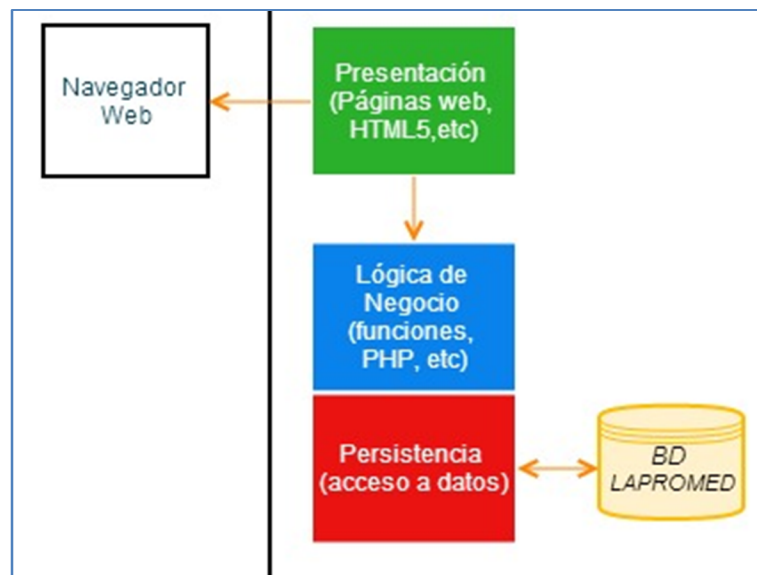 Navegador
Web
Presentación
(Páginas web,
HTML5,etc)
Lógica de
Negocio
(funciones,
PHP, etc)
Persistencia
(acceso a datos)
BD
LAPROMED